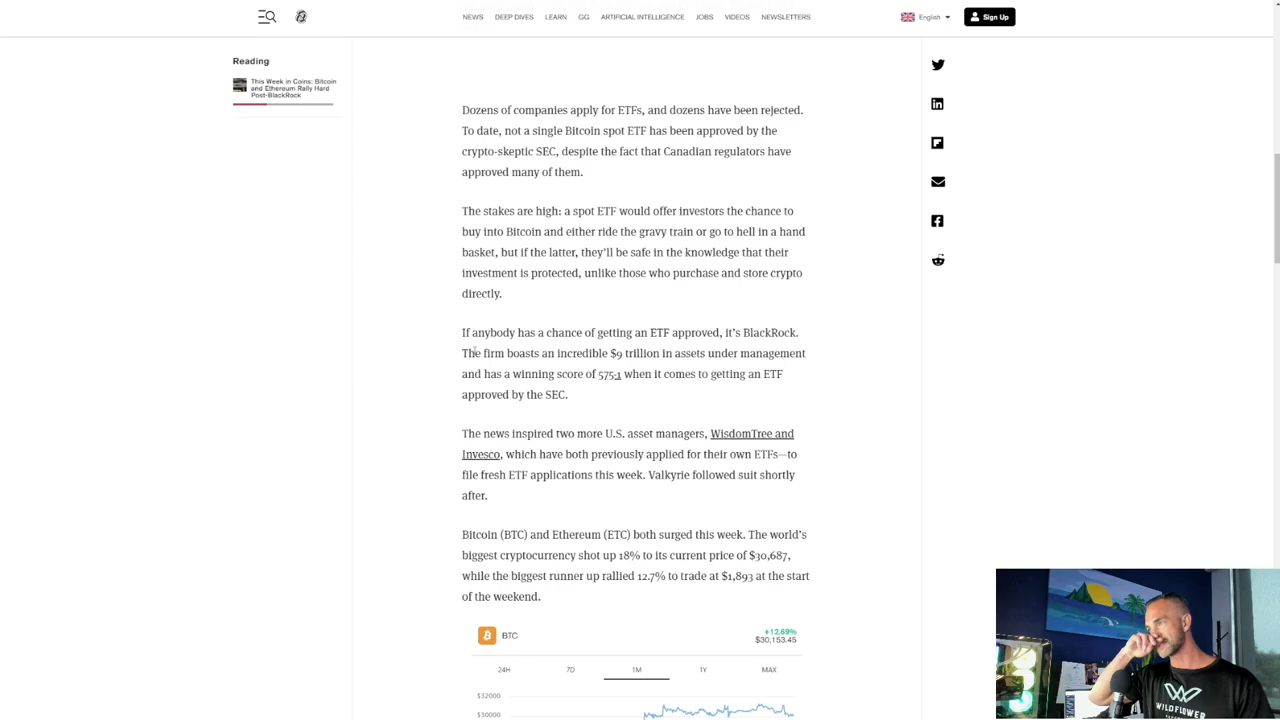 NEWS DEEP DIVES LEARN GG ARTIFICIAL INTELLIGENCE JOBS VIDEOS NEWSLETTERS English Sign Up
Reading
This Week in Coins: Bitcoin
and Ethereum Rally Hard
Post-BlackRock
Dozens of companies apply for ETFs, and dozens have been rejected.
To date, not a single Bitcoin spot ETF has been approved by the
crypto-skeptic SEC, despite the fact that Canadian regulators have
approved many of them.
The stakes are high: a spot ETF would offer investors the chance to
buy into Bitcoin and either ride the gravy train or go to hell in a hand
basket, but if the latter, they’ll be safe in the knowledge that their
investment is protected, unlike those who purchase and store crypto
directly.
If anybody has a chance of getting an ETF approved, it’s BlackRock.
The firm boasts an incredible $9 trillion in assets under management
and has a winning score of 575-1 when it comes to getting an ETF
approved by the SEC.
The news inspired two more U.S. asset managers, WisdomTree and
Invesco, which have both previously applied for their own ETFs—to
file fresh ETF applications this week. Valkyrie followed suit shortly
after.
Bitcoin (BTC) and Ethereum (ETC) both surged this week. The world’s
biggest cryptocurrency shot up 18% to its current price of $30,687,
while the biggest runner up rallied 12.7% to trade at $1,893 at the start
of the weekend.
BTC
+12.69%
$30,153.45
24H 7D 1M 1Y MAX
$32000
$30000
WILDFLOWER